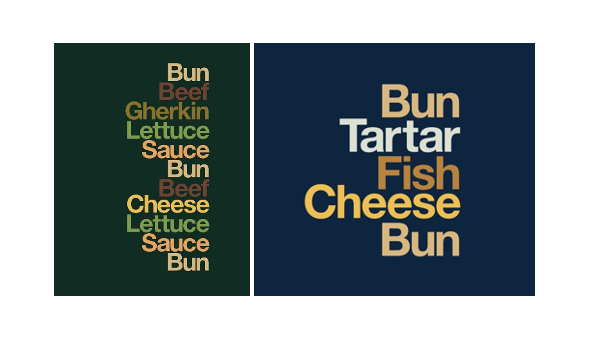 Bun
Beef
Gherkin
Lettuce
Sauce
Bun
Beef
Cheese
Lettuce
Sauce
Bun
Bun
Tartar
Fish
Cheese
Bun